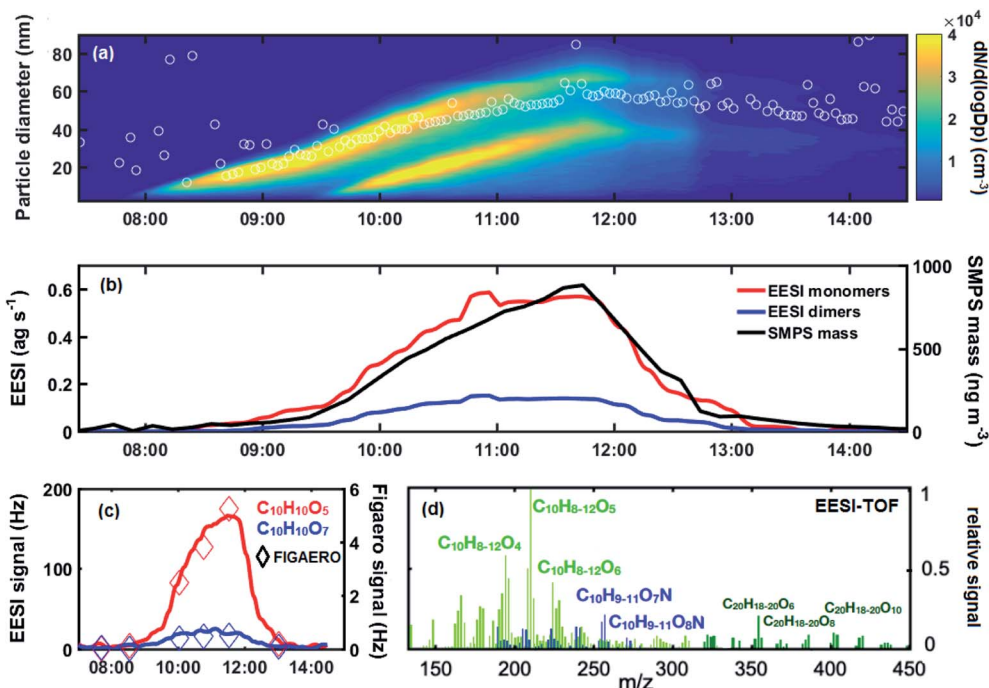 ×10⁴
(a)
Particle diameter (nm)
80
60
40
20
4
3
2
1
dN/d(logDp) (cm⁻³)
08:00 09:00 10:00 11:00 12:00 13:00 14:00
(b)
EESI (ag s⁻¹)
0.6
0.4
0.2
0
EESI monomers
EESI dimers
SMPS mass
900
500
0
SMPS mass (ng m⁻³)
08:00 09:00 10:00 11:00 12:00 13:00 14:00
(c)
EESI signal (Hz)
200
100
0
C₁₀H₁₀O₅
C₁₀H₁₀O₇
FIGAERO
6
4
2
0
Figaero signal (Hz)
08:00 10:00 12:00 14:00
(d)
EESI-TOF
C₁₀H₈₋₁₂O₅
C₁₀H₈₋₁₂O₄
C₁₀H₈₋₁₂O₆
C₁₀H₉₋₁₁O₇N
C₁₀H₉₋₁₁O₈N
C₂₀H₁₈₋₂₀O₆
C₂₀H₁₈₋₂₀O₁₀
C₂₀H₁₈₋₂₀O₈
1
0.5
0
relative signal
150 200 250 300 350 400 450
m/z